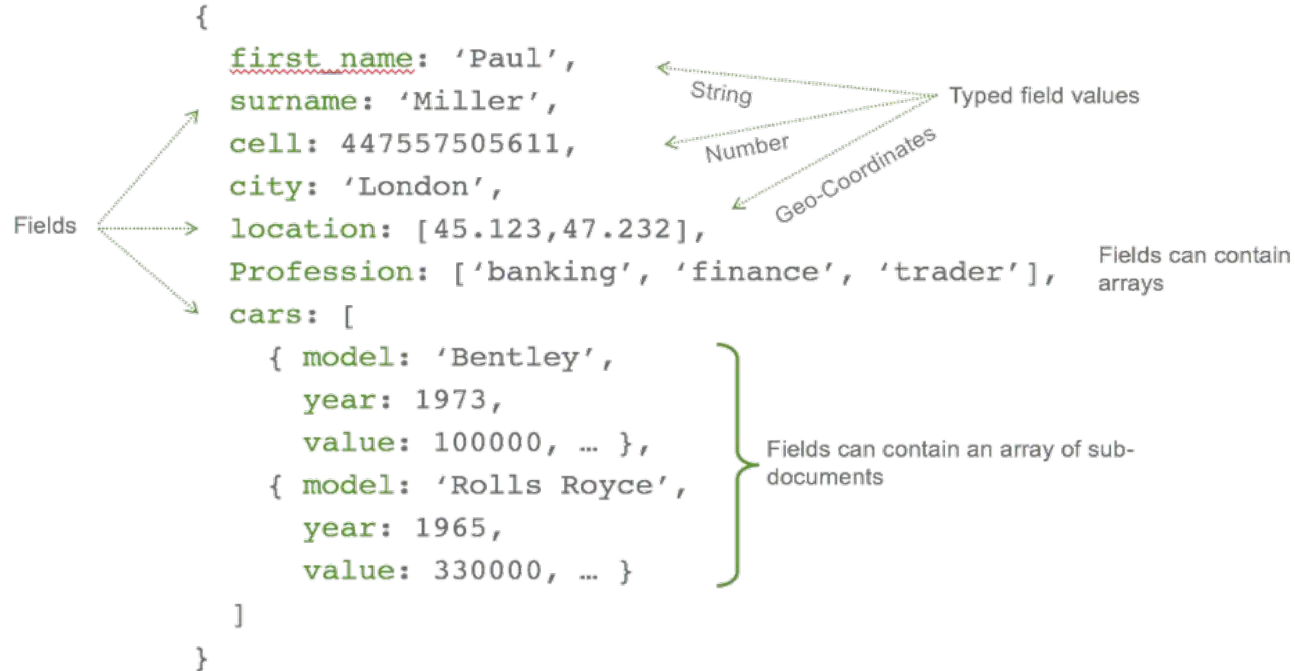 {
first_name: ‘Paul’,
surname: ‘Miller’,
cell: 447557505611,
city: ‘London’,
location: [45.123,47.232],
Profession: [‘banking’, ‘finance’, ‘trader’],
cars: [
{ model: ‘Bentley’,
year: 1973,
value: 100000, … },
{ model: ‘Rolls Royce’,
year: 1965,
value: 330000, … }
]
}
Fields
String
Number
Geo-Coordinates
Typed field values
Fields can contain
arrays
Fields can contain an array of sub-
documents